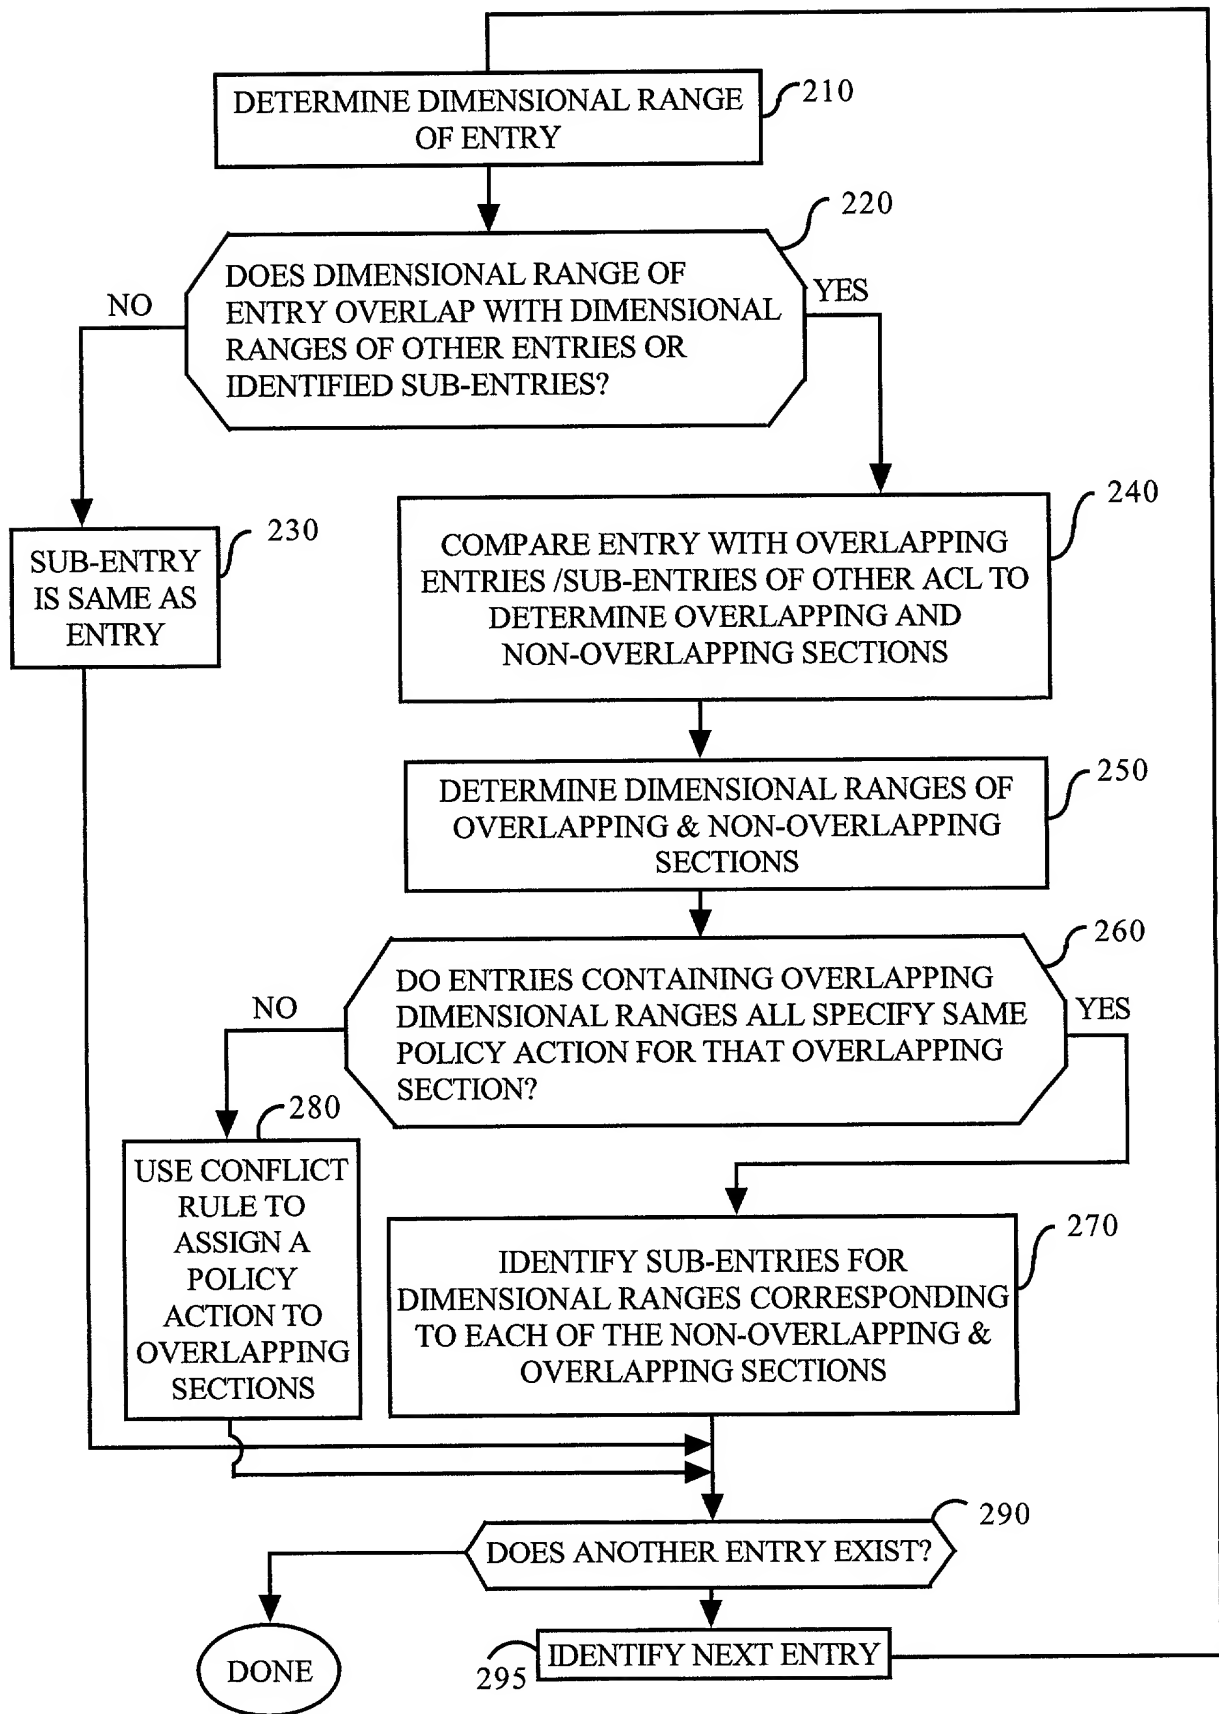 DETERMINE DIMENSIONAL RANGE
OF ENTRY
210
220
DOES DIMENSIONAL RANGE OF
ENTRY OVERLAP WITH DIMENSIONAL
RANGES OF OTHER ENTRIES OR
IDENTIFIED SUB-ENTRIES?
NO
YES
230
SUB-ENTRY
IS SAME AS
ENTRY
240
COMPARE ENTRY WITH OVERLAPPING
ENTRIES /SUB-ENTRIES OF OTHER ACL TO
DETERMINE OVERLAPPING AND
NON-OVERLAPPING SECTIONS
250
DETERMINE DIMENSIONAL RANGES OF
OVERLAPPING & NON-OVERLAPPING
SECTIONS
260
DO ENTRIES CONTAINING OVERLAPPING
DIMENSIONAL RANGES ALL SPECIFY SAME
POLICY ACTION FOR THAT OVERLAPPING
SECTION?
NO
YES
280
USE CONFLICT
RULE TO
ASSIGN A
POLICY
ACTION TO
OVERLAPPING
SECTIONS
270
IDENTIFY SUB-ENTRIES FOR
DIMENSIONAL RANGES CORRESPONDING
TO EACH OF THE NON-OVERLAPPING &
OVERLAPPING SECTIONS
290
DOES ANOTHER ENTRY EXIST?
DONE
295
IDENTIFY NEXT ENTRY